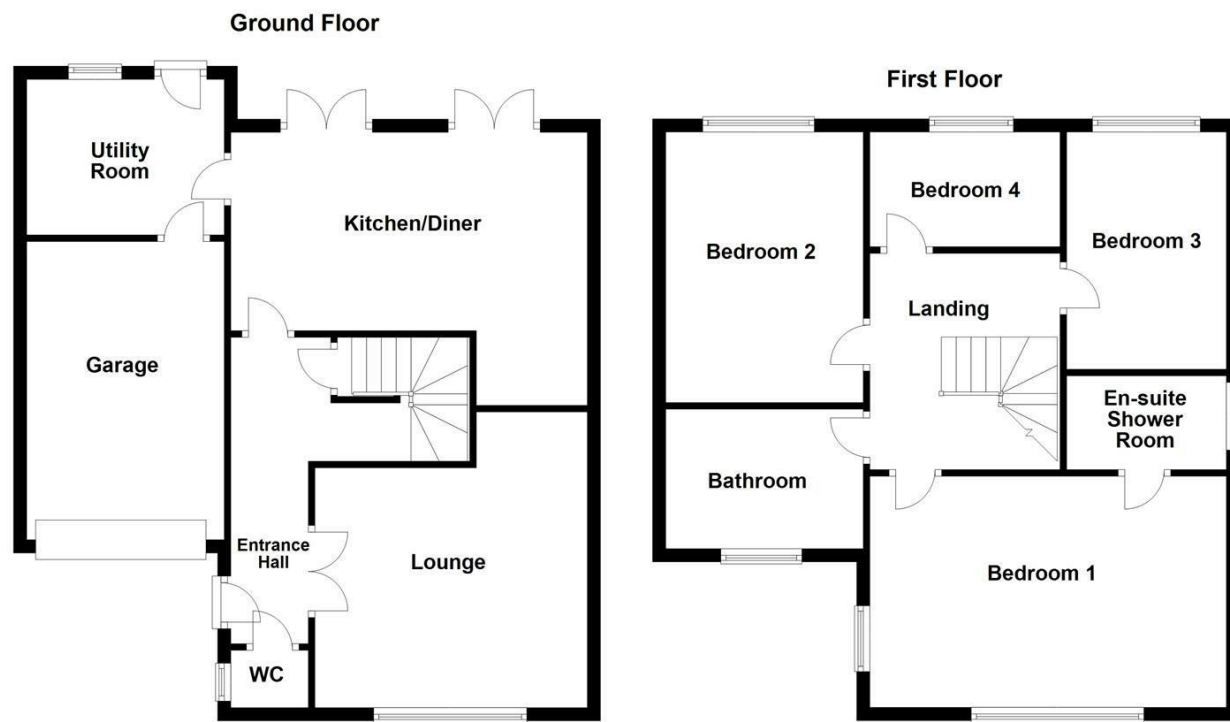 Ground Floor
Utility
Room
Kitchen/Diner
Garage
Entrance
Hall
Lounge
WC
First Floor
Bedroom 4
Bedroom 2
Bedroom 3
Landing
En-suite
Shower
Room
Bathroom
Bedroom 1